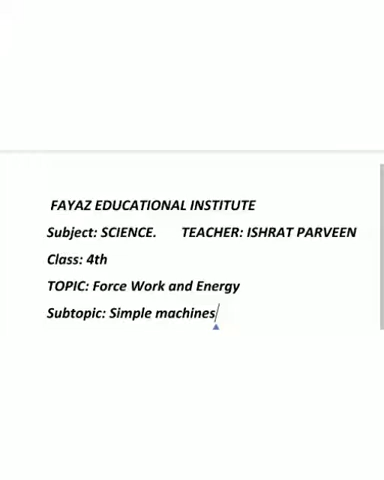 FAYAZ EDUCATIONAL INSTITUTE
Subject: SCIENCE. TEACHER: ISHRAT PARVEEN
Class: 4th
TOPIC: Force Work and Energy
Subtopic: Simple machines